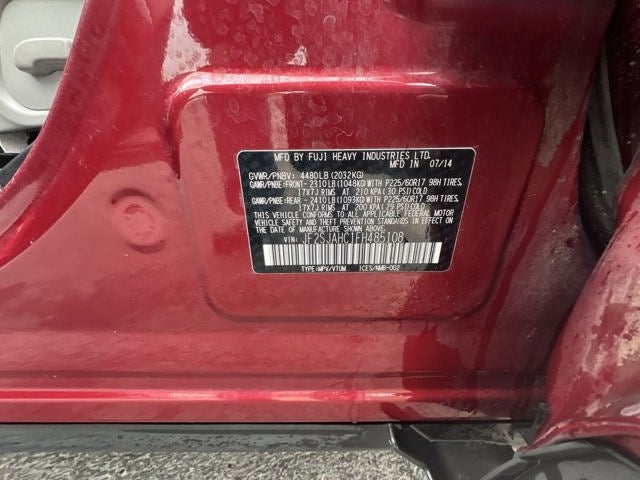 MFD BY FUJI HEAVY INDUSTRIES LTD.
MFD IN 07/14
GVWR/PNBV: 4480LB(2032KG)
GAWR/PNBE:FRONT- 2310LB(1048KG)WITH P225/60R17 98H TIRES.
17X7J RIMS AT 210 KPA( 30 PSI)COLD
GAWR/PNBE:REAR - 2410LB(1093KG)WITH P225/60R17 98H TIRES.
17X7J RIMS AT 200 KPA( 29 PSI)COLD
THIS VEHICLE CONFORMS TO ALL APPLICABLE FEDERAL MOTOR
VEHICLE SAFETY AND THEFT PREVENTION STANDARDS IN EFFECT ON
THE DATE OF MANUFACTURE SHOWN ABOVE.
VIN: JF2SJAHC1FH485108
TYPE:MPV/VTUM ICES/NMB-002